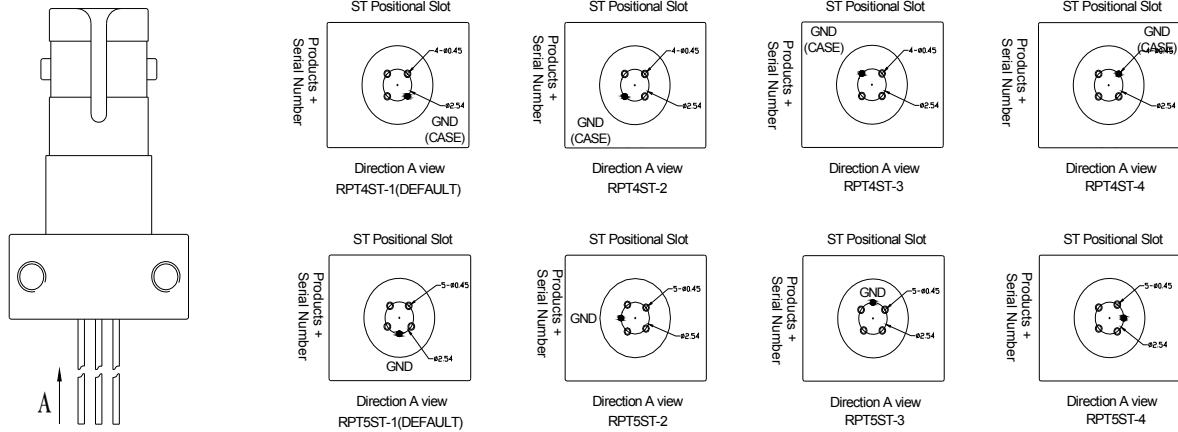 ST Positional Slot
Products +
Serial Number
4-ø0.45
ø2.54
GND
(CASE)
Direction A view
RPT4ST-1(DEFAULT)
ST Positional Slot
Products +
Serial Number
4-ø0.45
ø2.54
GND
(CASE)
Direction A view
RPT4ST-2
ST Positional Slot
GND
(CASE)
Products +
Serial Number
4-ø0.45
ø2.54
Direction A view
RPT4ST-3
ST Positional Slot
GND
(CASE)
Products +
Serial Number
4-ø0.45
ø2.54
Direction A view
RPT4ST-4
A
ST Positional Slot
Products +
Serial Number
5-ø0.45
ø2.54
GND
Direction A view
RPT5ST-1(DEFAULT)
ST Positional Slot
Products +
Serial Number
GND
5-ø0.45
ø2.54
Direction A view
RPT5ST-2
ST Positional Slot
Products +
Serial Number
GND
5-ø0.45
ø2.54
Direction A view
RPT5ST-3
ST Positional Slot
Products +
Serial Number
5-ø0.45
ø2.54
Direction A view
RPT5ST-4